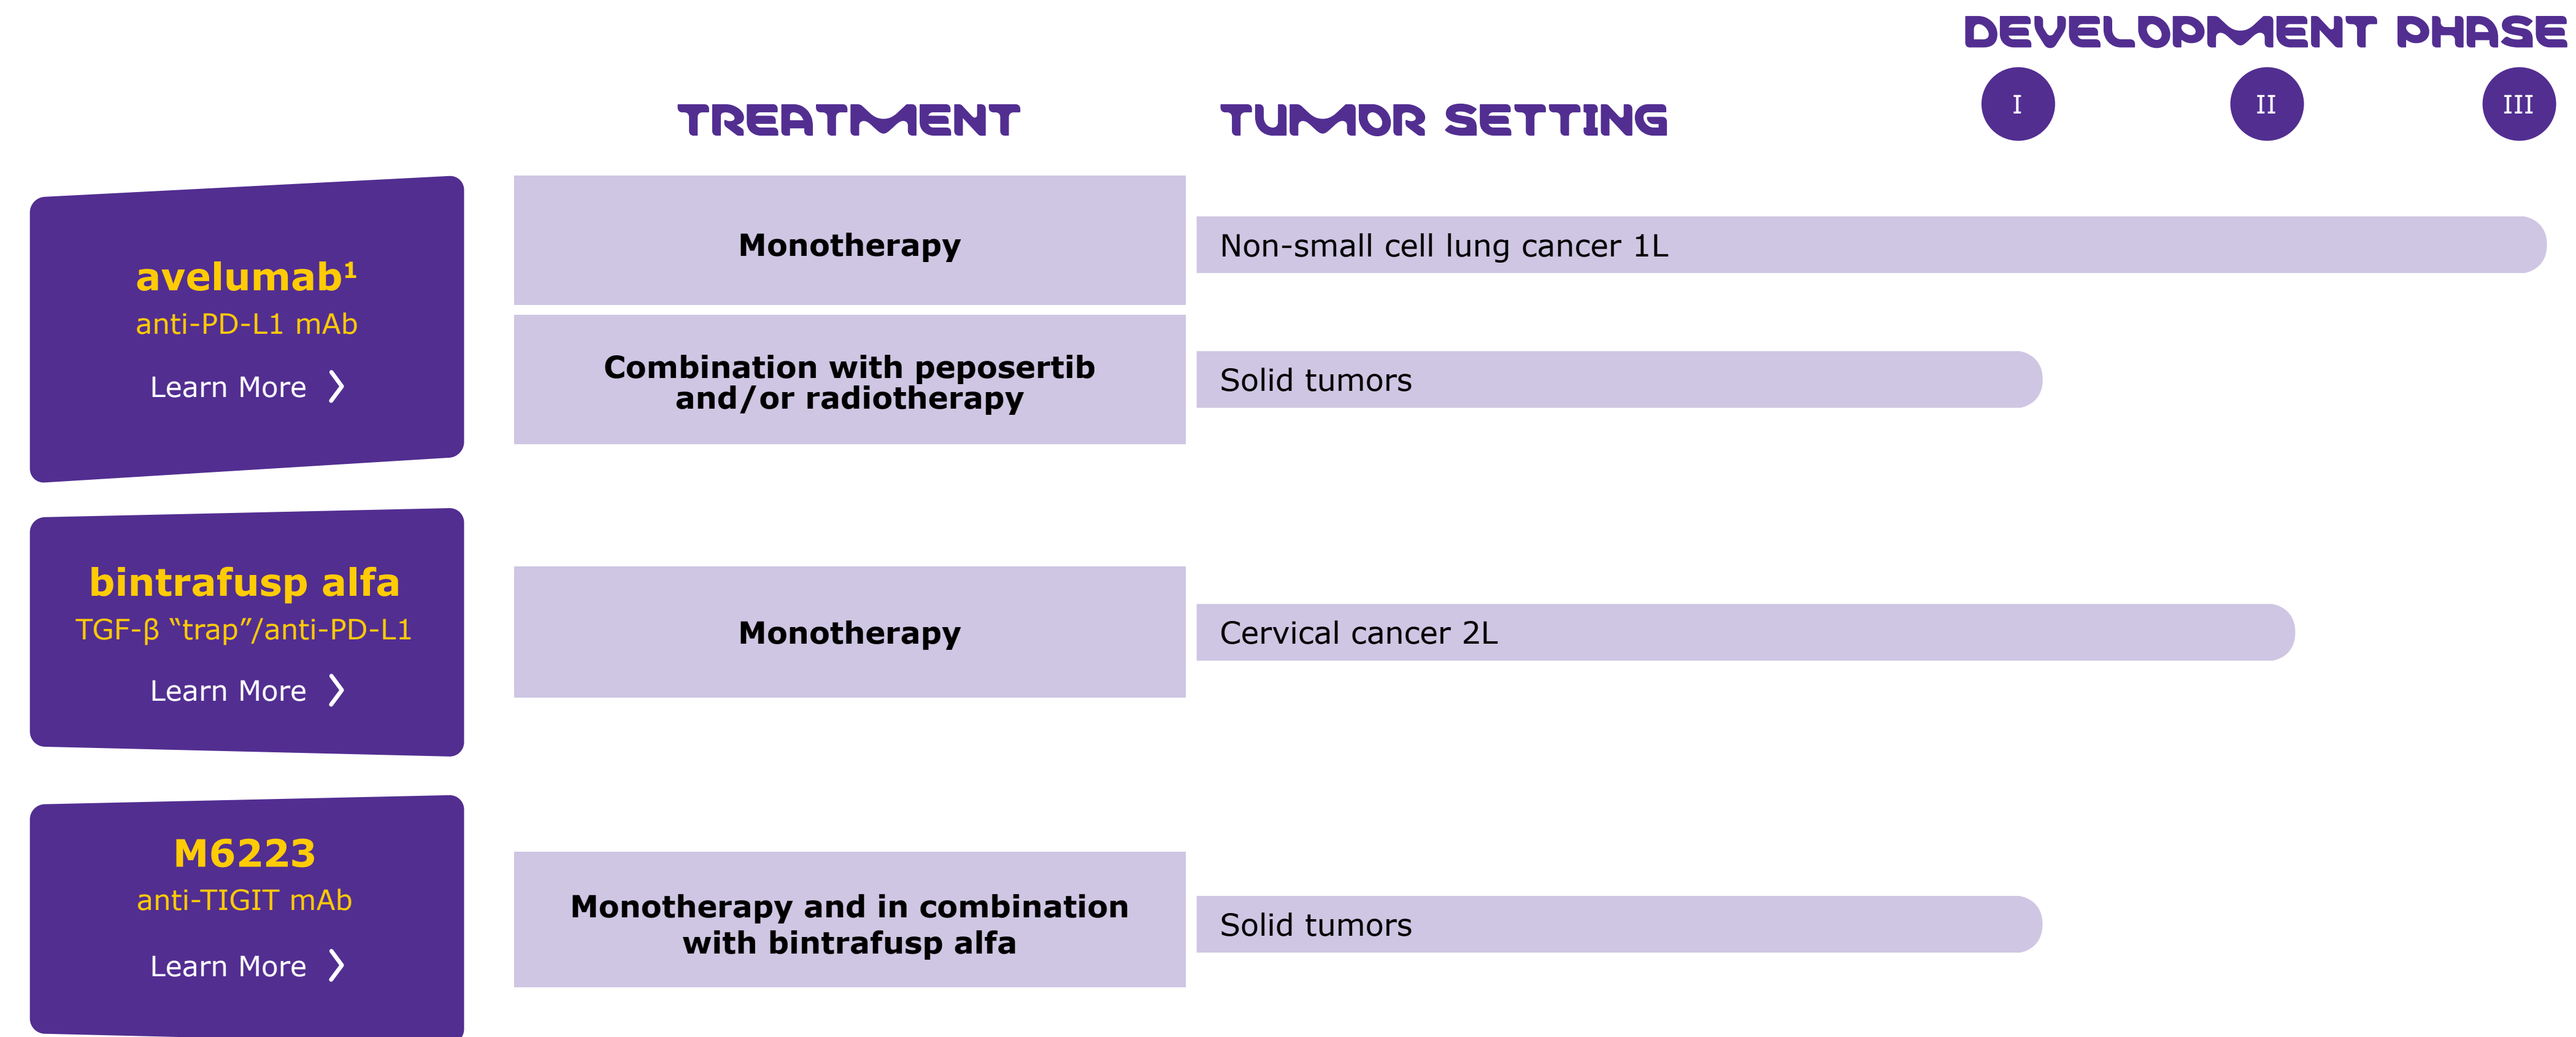 DEVELOPMENT PHASE
TREATMENT
TUMOR SETTING
I
II
III
avelumab¹
anti-PD-L1 mAb
Learn More
Monotherapy
Non-small cell lung cancer 1L
Combination with peposertib
and/or radiotherapy
Solid tumors
bintrafusp alfa
TGF-β “trap”/anti-PD-L1
Learn More
Monotherapy
Cervical cancer 2L
M6223
anti-TIGIT mAb
Learn More
Monotherapy and in combination
with bintrafusp alfa
Solid tumors